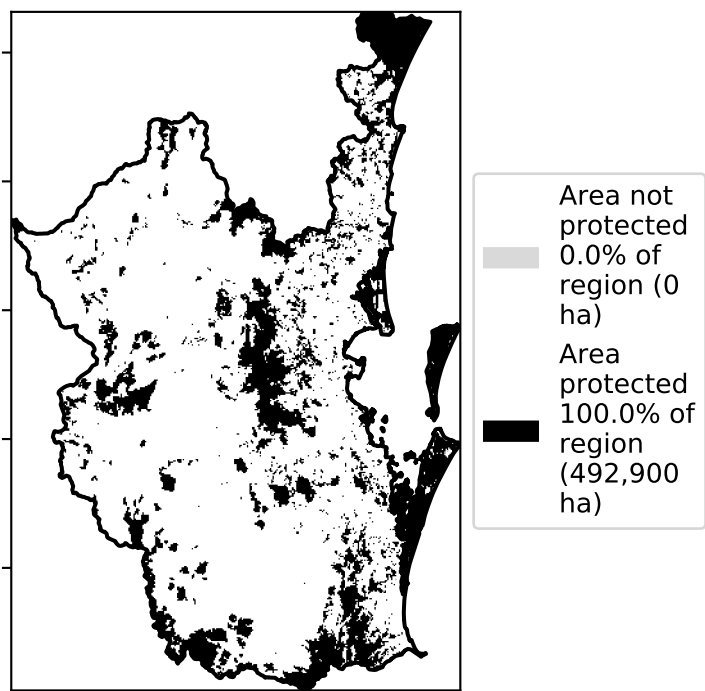 Area not
protected
0.0% of
region (0
ha)
Area
protected
100.0% of
region
(492,900
ha)